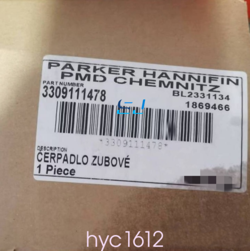 PARKER HANNIFIN
PMD CHEMNITZ
PART NUMBER
BL2331134
3309111478
1869466
*3309111478*
DESCRIPTION
ČERPADLO ZUBOVÉ
1 Piece
hyc1612